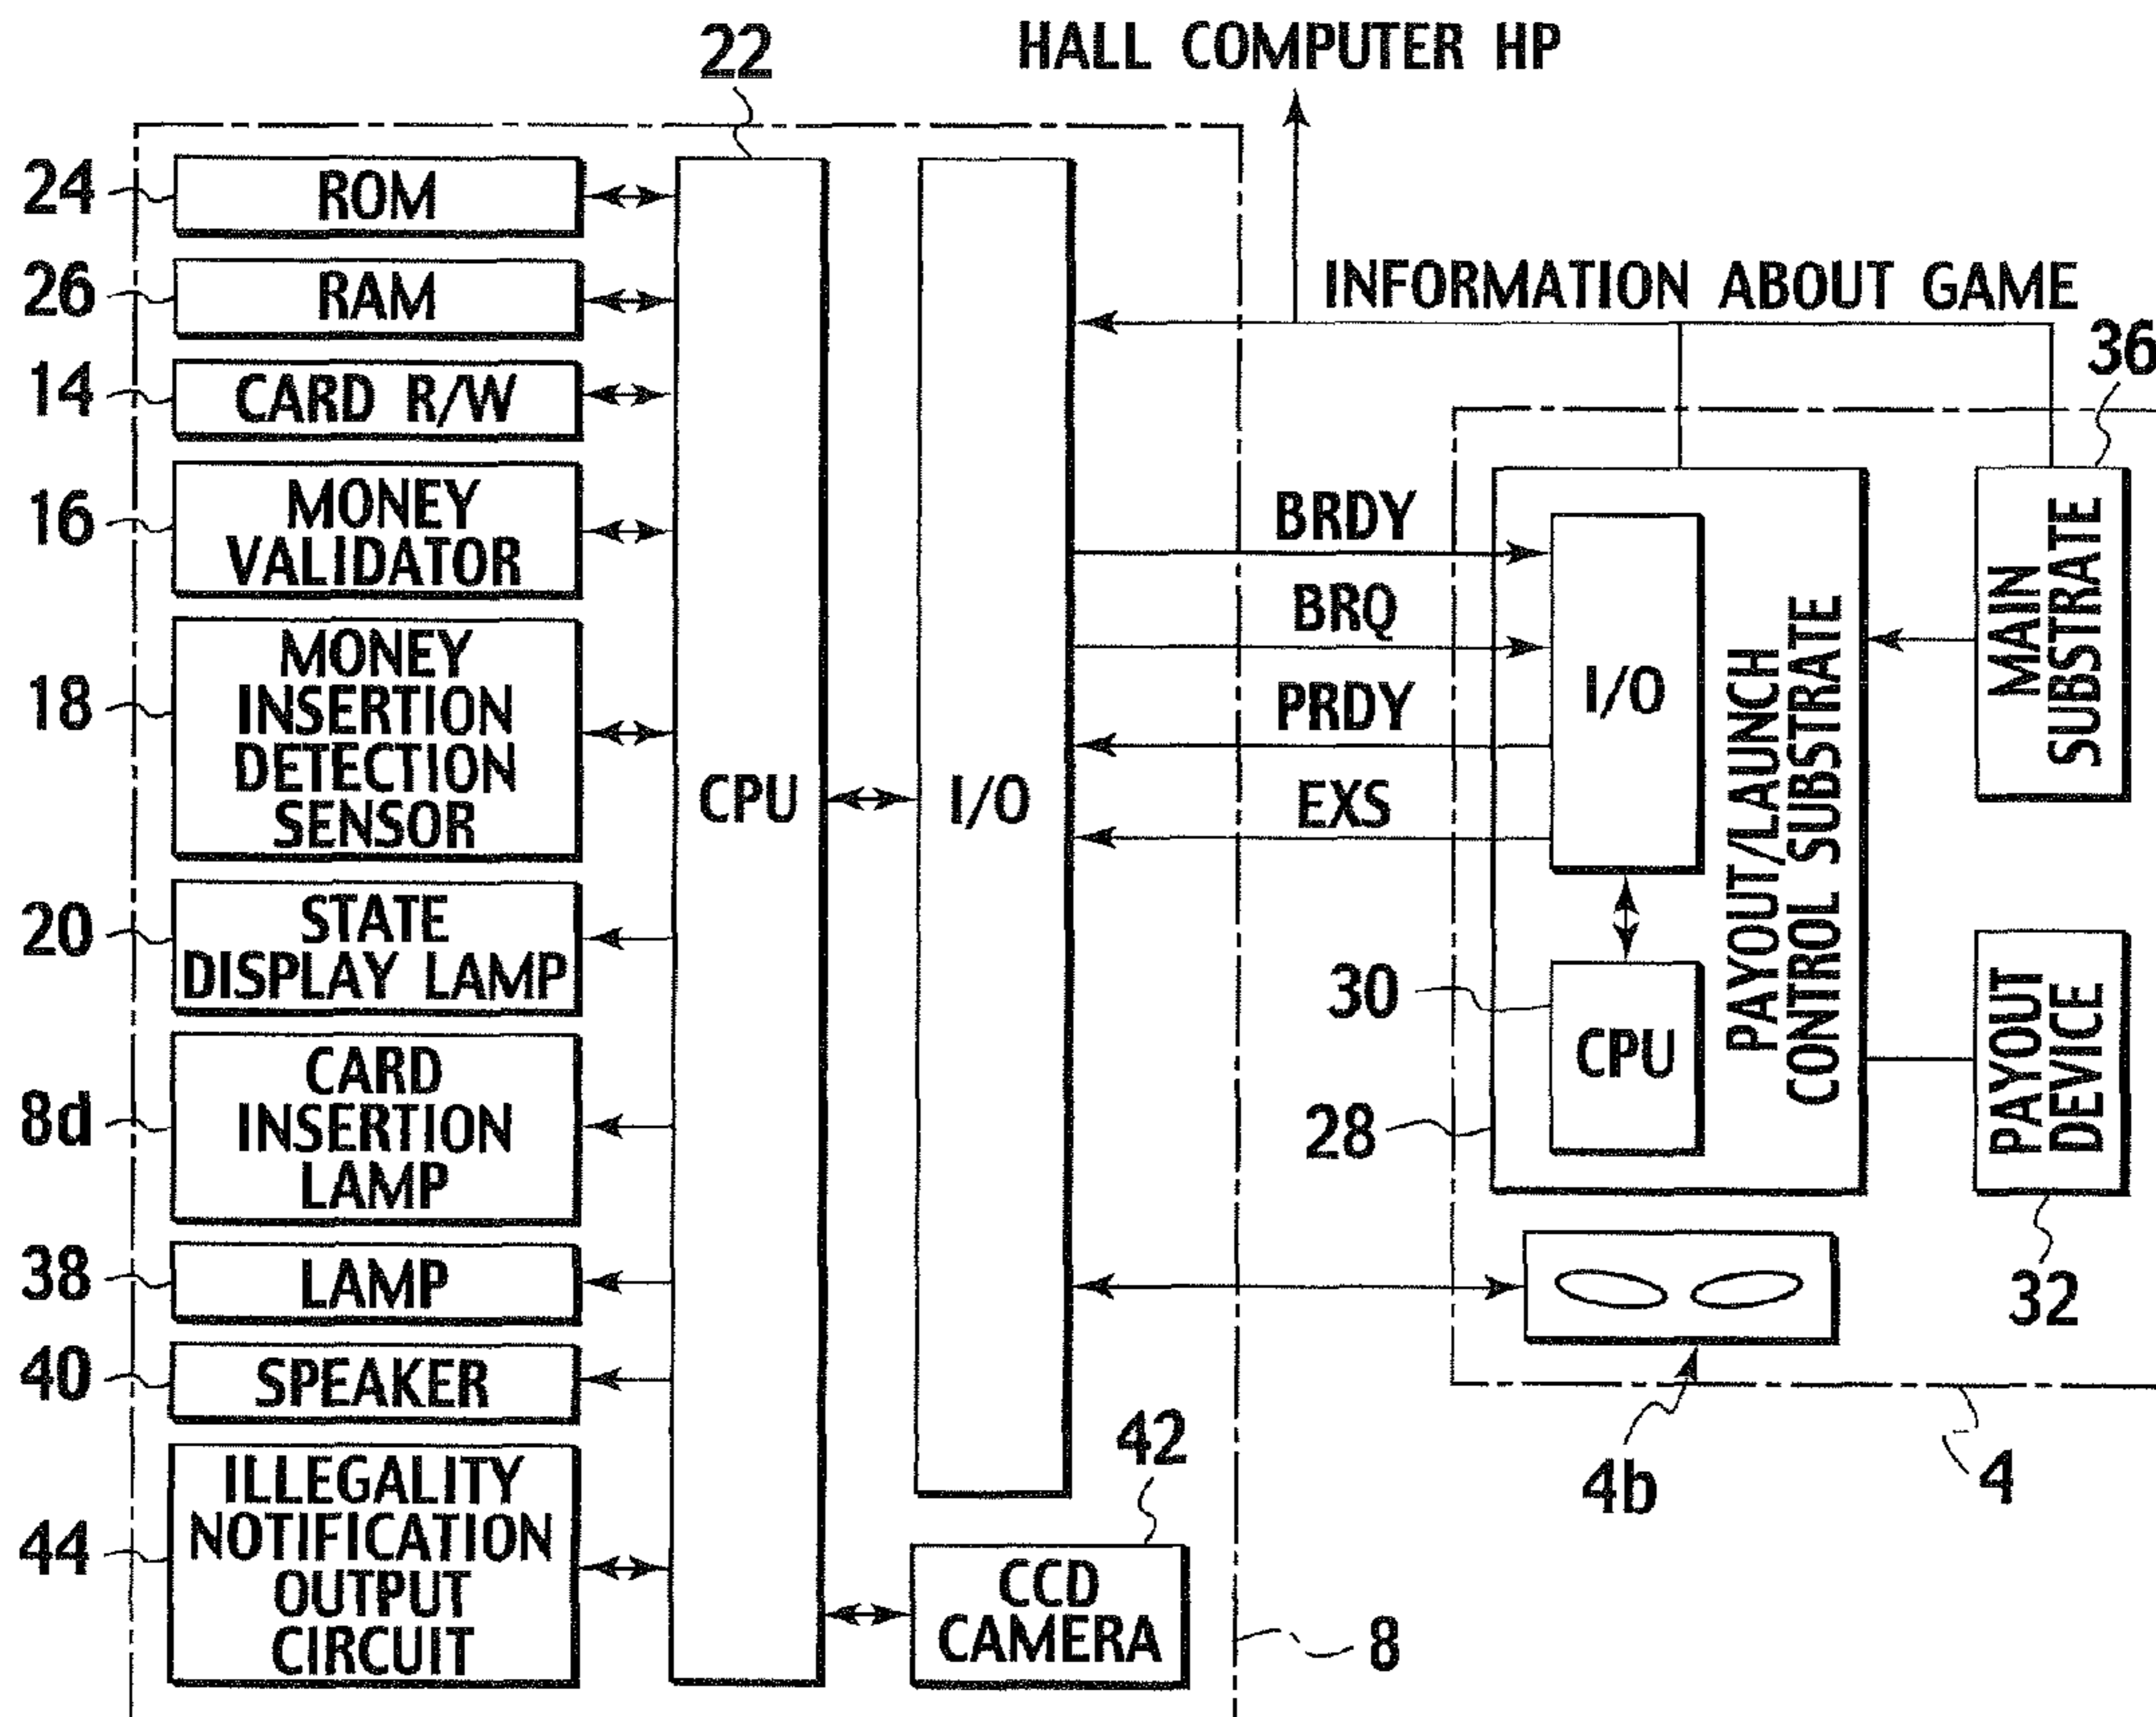 22
HALL COMPUTER HP
24
ROM
26
RAM
14
CARD R/W
16
MONEY
VALIDATOR
18
MONEY
INSERTION
DETECTION
SENSOR
20
STATE
DISPLAY LAMP
8d
CARD
INSERTION
LAMP
38
LAMP
40
SPEAKER
44
ILLEGALITY
NOTIFICATION
OUTPUT
CIRCUIT
CPU
I/O
42
CCD
CAMERA
8
INFORMATION ABOUT GAME
BRDY
BRQ
PRDY
EXS
36
I/O
30
CPU
28
PAYOUT/LAUNCH
CONTROL SUBSTRATE
MAIN
SUBSTRATE
PAYOUT
DEVICE
32
4b
4